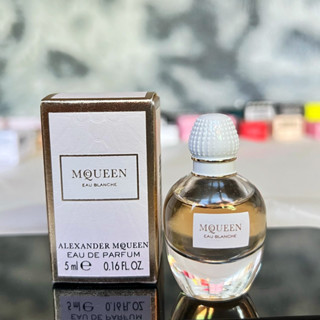 MCQUEEN
EAU BLANCHE
ALEXANDER MCQUEEN
EAU DE PARFUM
5 ml ℮ 0.16 FL.OZ.
MCQUEEN
EAU BLANCHE